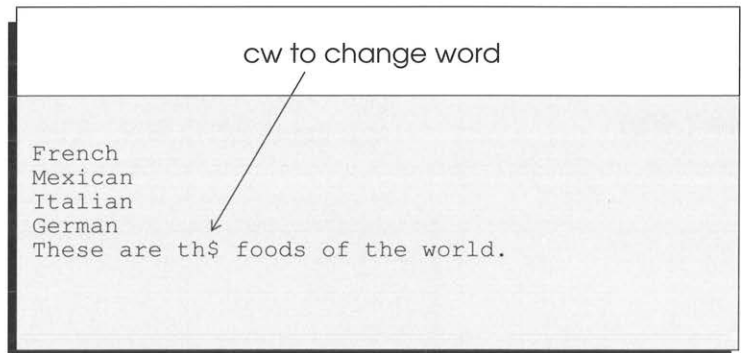 cw to change word
French
Mexican
Italian
German
These are th$ foods of the world.